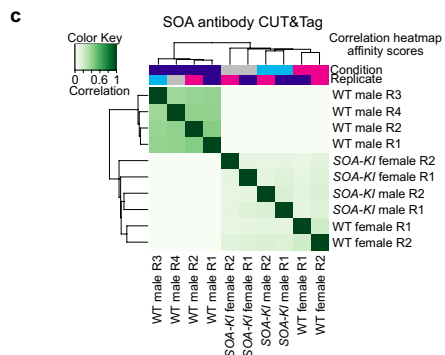 c
SOA antibody CUT&Tag
Color Key
0 0.6 1
Correlation
Correlation heatmap
affinity scores
Condition
Replicate
WT male R3
WT male R4
WT male R2
WT male R1
SOA-KI female R2
SOA-KI female R1
SOA-KI male R2
SOA-KI male R1
WT female R1
WT female R2
WT male R3
WT male R4
WT male R2
WT male R1
SOA-KI female R2
SOA-KI female R1
SOA-KI male R2
SOA-KI male R1
WT female R1
WT female R2